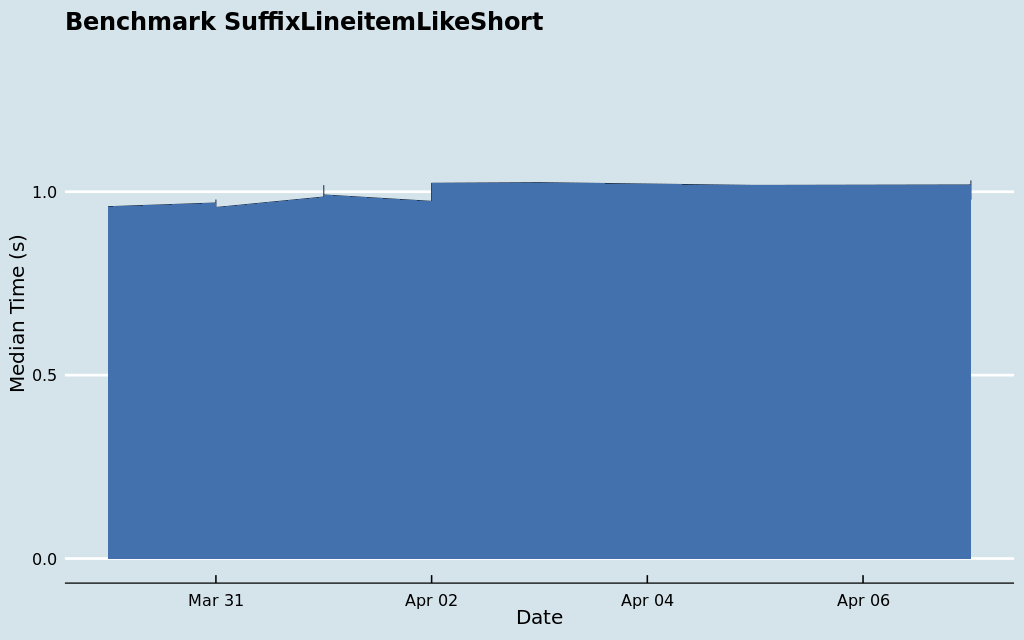 Benchmark SuffixLineitemLikeShort
Median Time (s)
1.0
0.5
0.0
Mar 31 Apr 02 Apr 04 Apr 06
Date